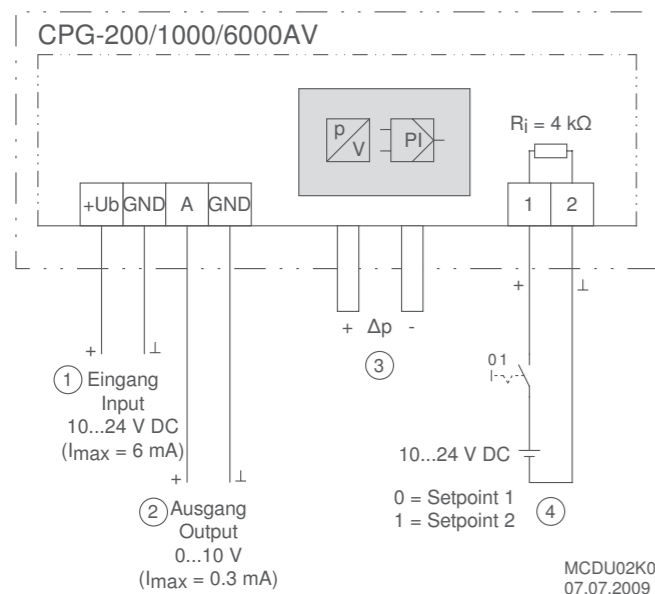 CPG-200/1000/6000AV
p
V
PI
Ri = 4 kΩ
+Ub GND A GND
1 2
+ ⊥
+ Δp -
3
+ ⊥
1 Eingang
Input
10...24 V DC
(Imax = 6 mA)
0 1
10...24 V DC
+ ⊥
2 Ausgang
Output
0...10 V
(Imax = 0.3 mA)
0 = Setpoint 1
1 = Setpoint 2
4
MCDU02K0
07.07.2009